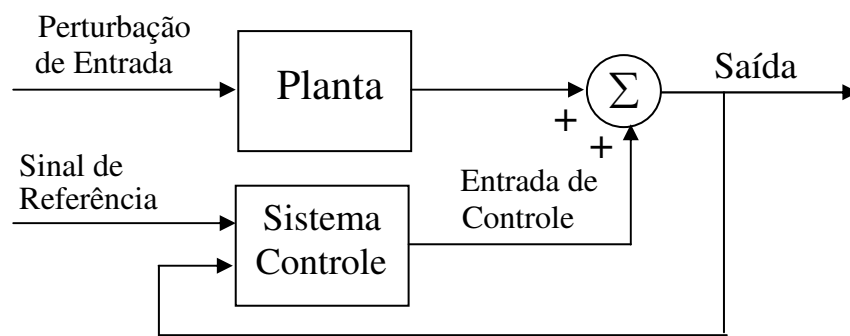 Perturbação
de Entrada
Planta
Σ
Saída
+
+
Sinal de
Referência
Sistema
Controle
Entrada de
Controle